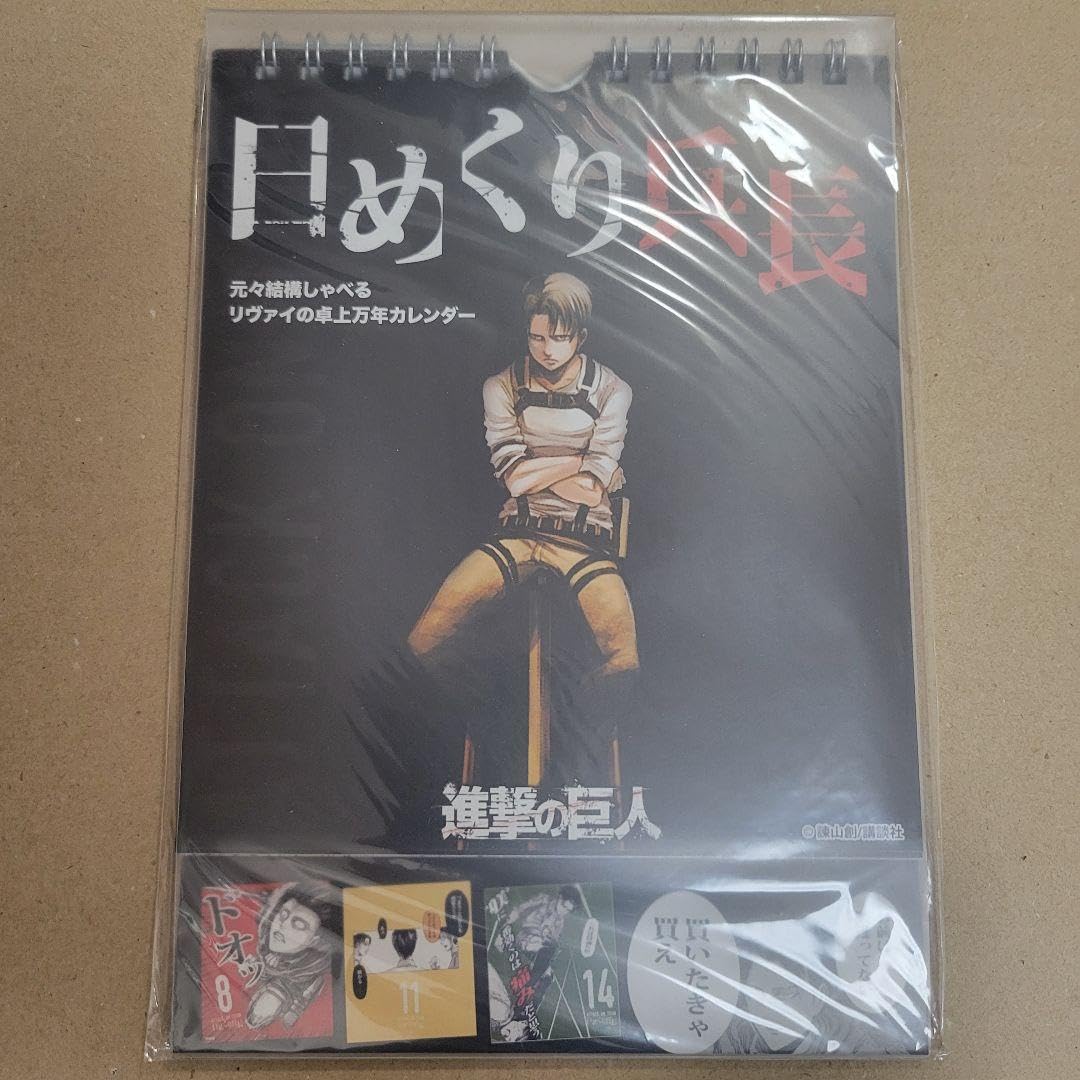 日めくり兵長
元々結構しゃべる
リヴァイの卓上万年カレンダー
進撃の巨人
©諫山創/講談社
ドオッ
8
11
14
買いたきゃ
買え